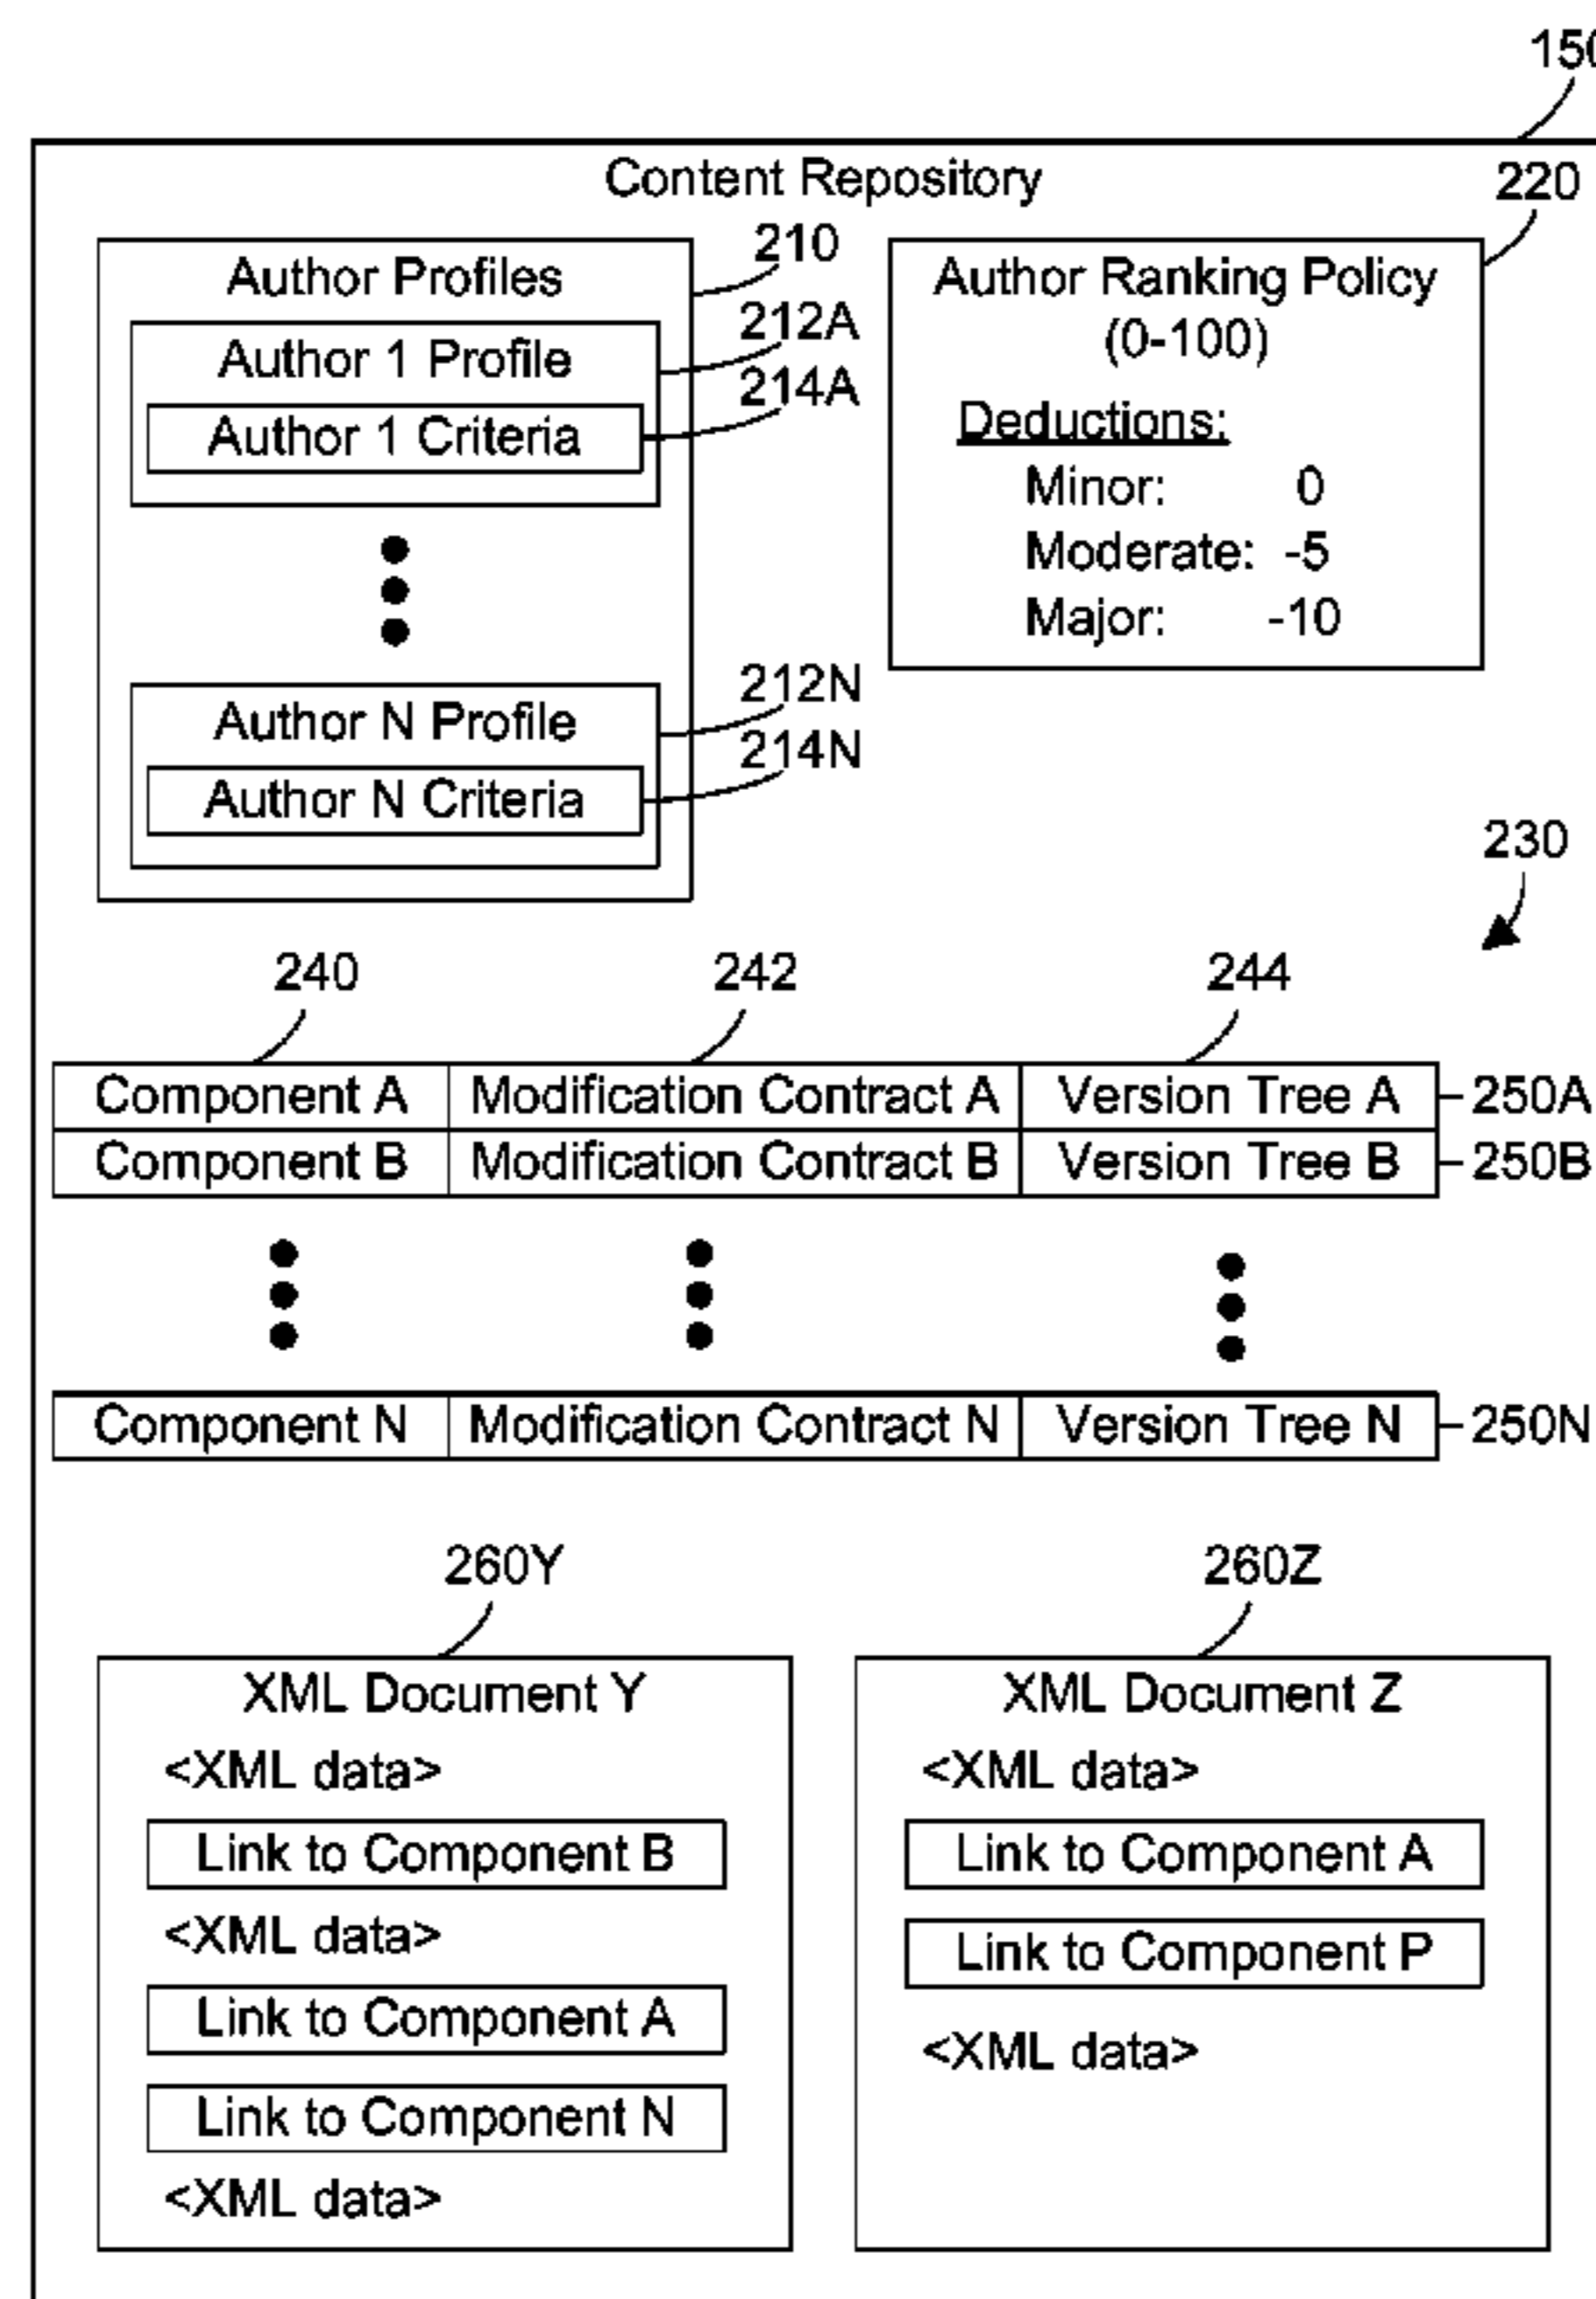 150
Content Repository
220
210
Author Profiles
Author Ranking Policy
(0-100)
212A
Author 1 Profile
214A
Author 1 Criteria
Deductions:
Minor: 0
Moderate: -5
Major: -10
212N
Author N Profile
214N
Author N Criteria
230
240 242 244
Component A Modification Contract A Version Tree A 250A
Component B Modification Contract B Version Tree B 250B
Component N Modification Contract N Version Tree N 250N
260Y
XML Document Y
<XML data>
Link to Component B
<XML data>
Link to Component A
Link to Component N
<XML data>
260Z
XML Document Z
<XML data>
Link to Component A
Link to Component P
<XML data>